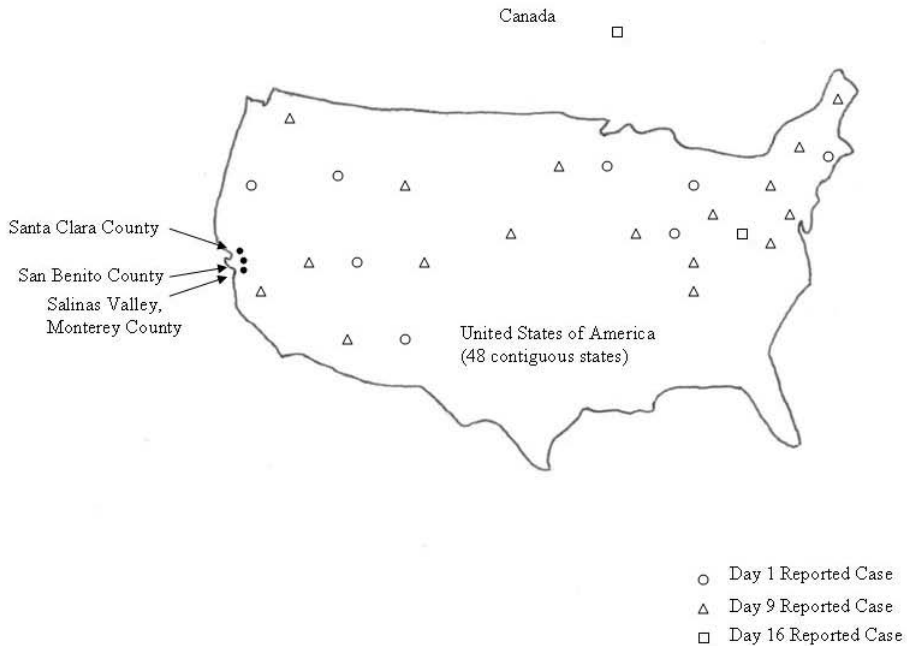 Canada
Santa Clara County
San Benito County
Salinas Valley,
Monterey County
United States of America
(48 contiguous states)
Day 1 Reported Case
Day 9 Reported Case
Day 16 Reported Case